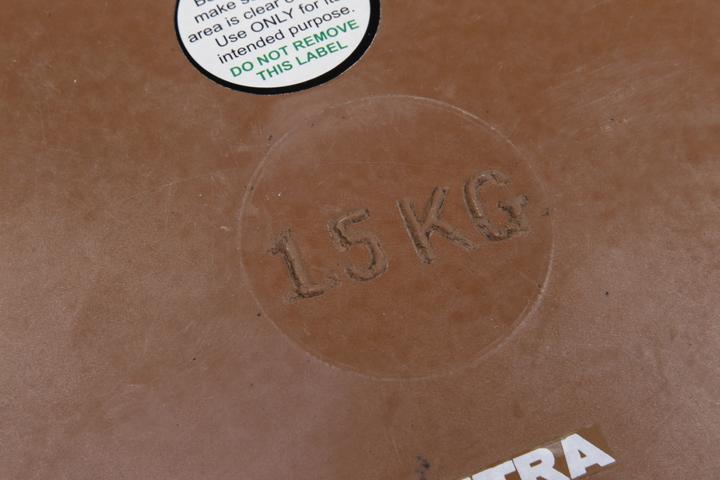 make
area is clear
Use ONLY for its
intended purpose.
DO NOT REMOVE
THIS LABEL
1.5 KG
TRA